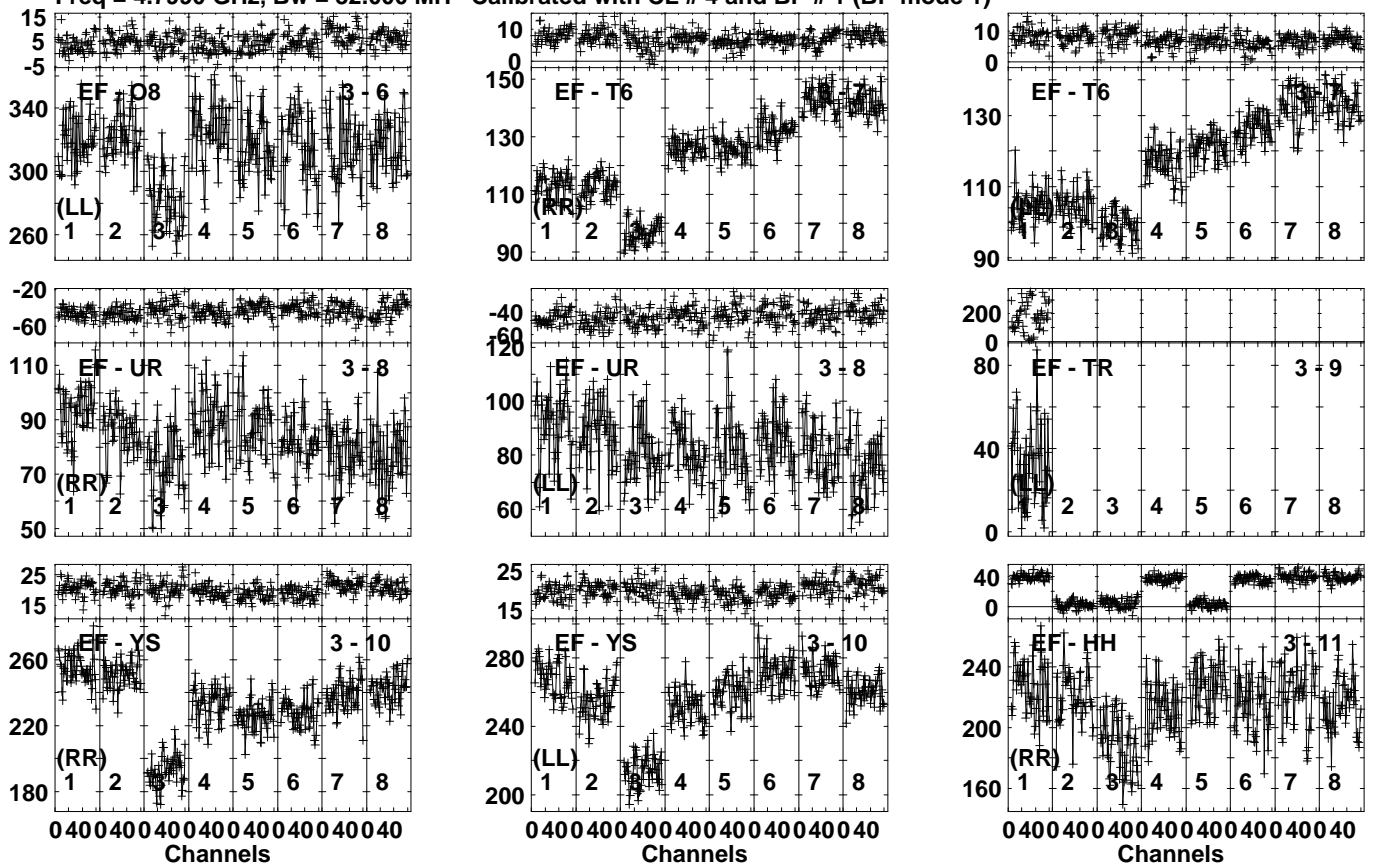 Freq = 4.7990 GHz, Bw = 32.000 MH Calibrated with CL # 4 and BP # 1 (BP mode 1)
15 5 -5
EF - O8 3 - 6
340 300 260
(LL)
1 2 3 4 5 6 7 8
10 0
EF - T6 3 - 7
150 130 110 90
(RR)
1 2 3 4 5 6 7 8
10 0
EF - T6 3 - 7
130 110 90
1 2 3 4 5 6 7 8
-20 -60
EF - UR 3 - 8
110 90 70 50
(RR)
1 2 3 4 5 6 7 8
-40 -60
EF - UR 3 - 8
120 100 80 60
(LL)
1 2 3 4 5 6 7 8
200 0
EF - TR 3 - 9
80 40 0
(LL)
1 2 3 4 5 6 7 8
25 15
EF - YS 3 - 10
260 220 180
(RR)
1 2 3 4 5 6 7 8
0 40 0 40 0 40 0 40 0 40 0 40 0 40 0 40
Channels
25 15
EF - YS 3 - 10
280 240 200
(LL)
1 2 3 4 5 6 7 8
0 40 0 40 0 40 0 40 0 40 0 40 0 40 0 40
Channels
40 0
EF - HH 3 - 11
240 200 160
(RR)
1 2 3 4 5 6 7 8
0 40 0 40 0 40 0 40 0 40 0 40 0 40 0 40
Channels